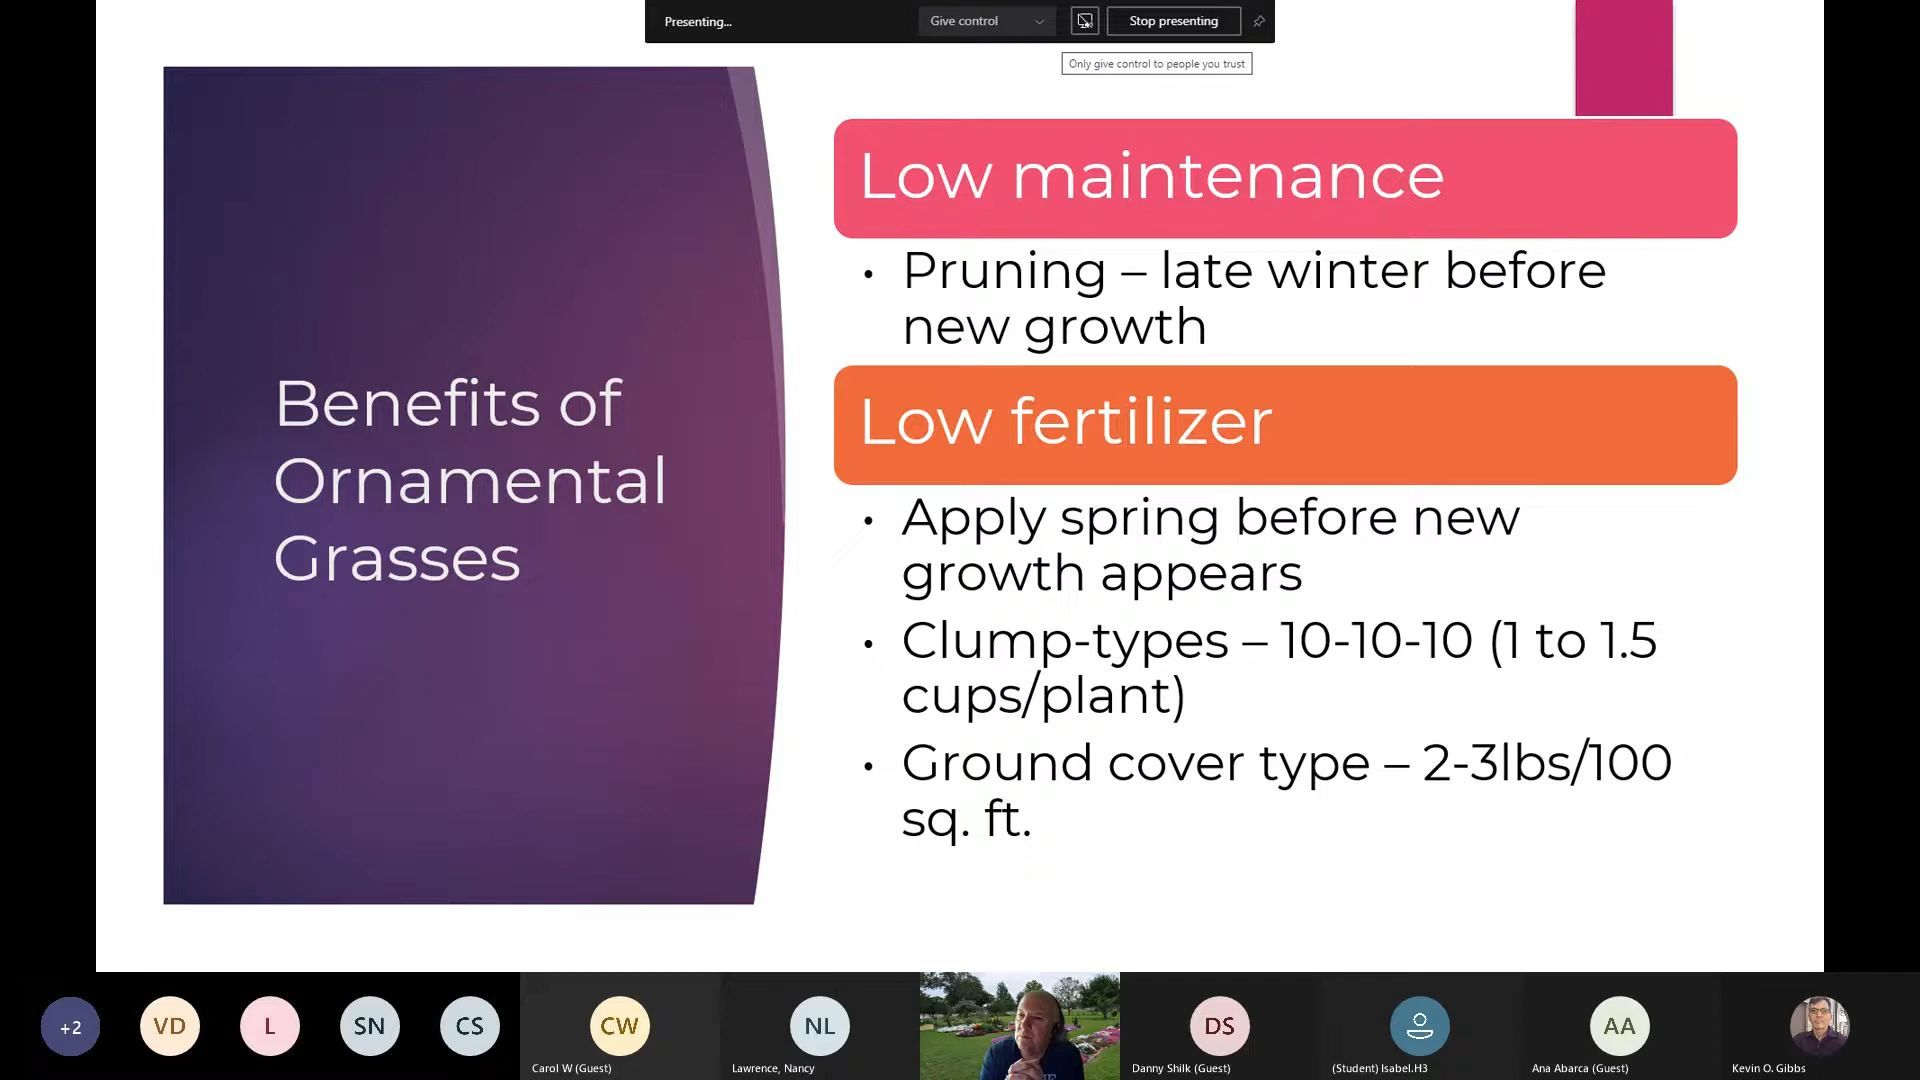 Presenting...
Give control
Stop presenting
Only give control to people you trust
Benefits of
Ornamental
Grasses
Low maintenance
• Pruning – late winter before
new growth
Low fertilizer
• Apply spring before new
growth appears
• Clump-types – 10-10-10 (1 to 1.5
cups/plant)
• Ground cover type – 2-3lbs/100
sq. ft.
+2
VD
L
SN
CS
CW
NL
DS
AA
Carol W (Guest)
Lawrence, Nancy
Danny Shilk (Guest)
(Student) Isabel.H3
Ana Abarca (Guest)
Kevin O. Gibbs